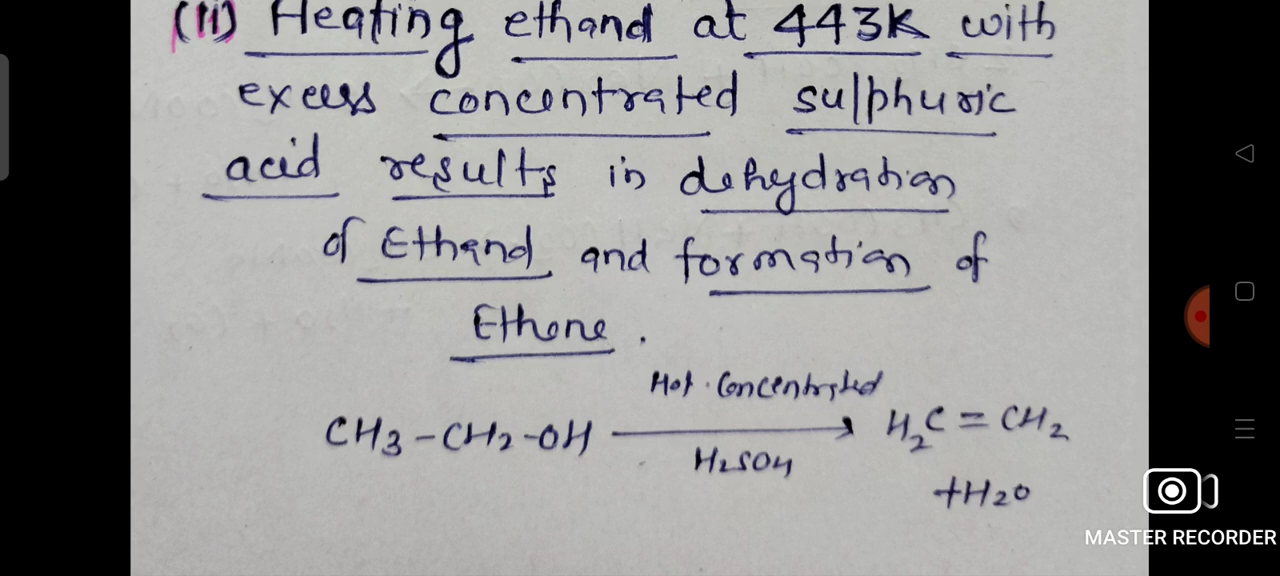 (ii) Heating ethanol at 443K with
excess concentrated sulphuric
acid results in dehydration
of Ethanol and formation of
Ethene.
Hot. Concentrated
CH3-CH2-OH → H2C=CH2
H2SO4
+H2O
MASTER RECORDER